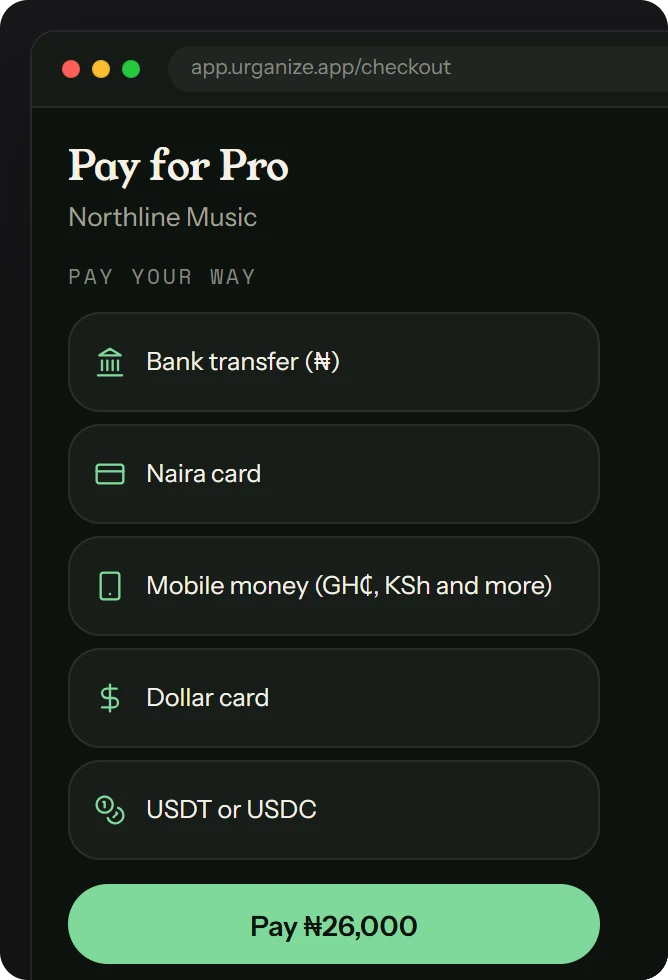 app.urganize.app/checkout
Pay for Pro
Northline Music
PAY YOUR WAY
Bank transfer (₦)
Naira card
Mobile money (GH₵, KSh and more)
Dollar card
USDT or USDC
Pay ₦26,000